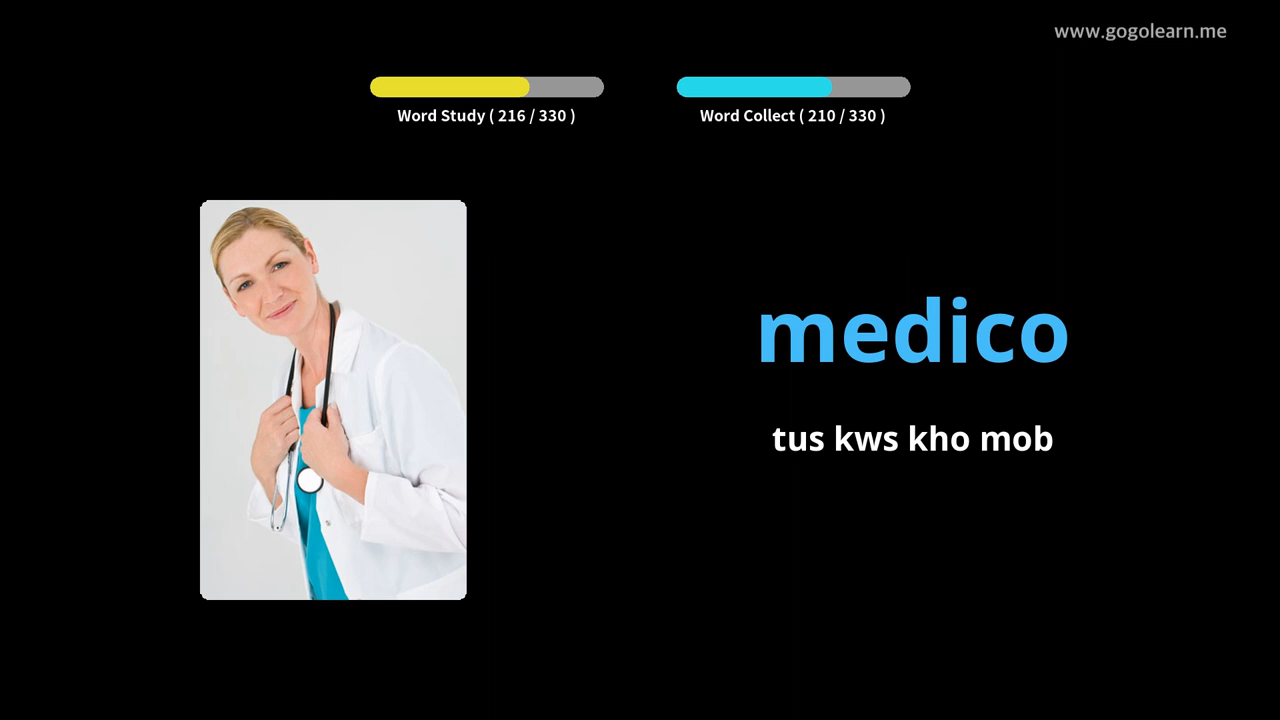 www.gogolearn.me
Word Study ( 216 / 330 )
Word Collect ( 210 / 330 )
medico
tus kws kho mob